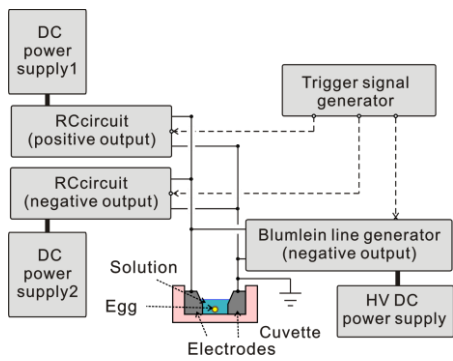 DC
power
supply1
RCcircuit
(positive output)
RCcircuit
(negative output)
DC
power
supply2
Trigger signal
generator
Blumlein line generator
(negative output)
HV DC
power supply
Solution
Egg
Cuvette
Electrodes